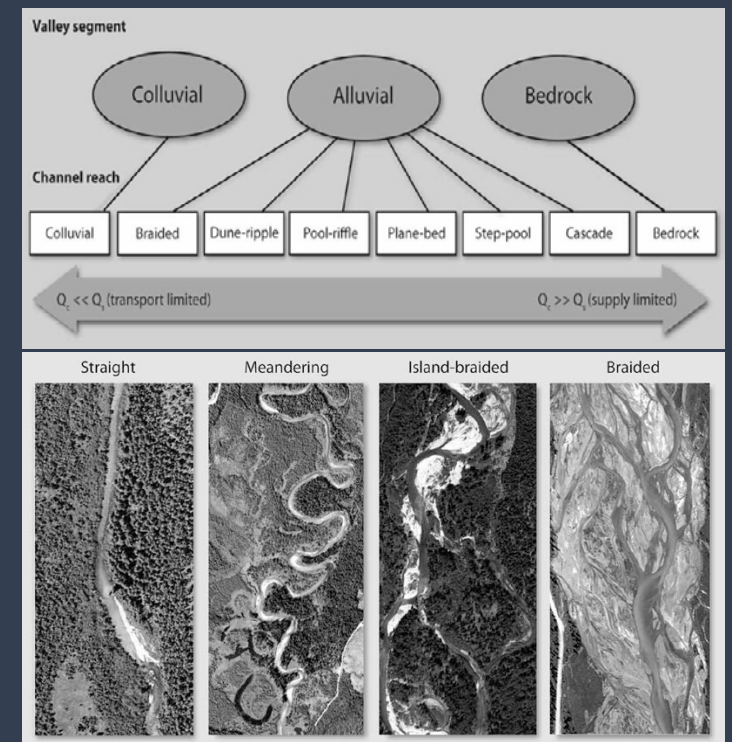 Valley segment
Colluvial
Alluvial
Bedrock
Channel reach
Colluvial
Braided
Dune-ripple
Pool-riffle
Plane-bed
Step-pool
Cascade
Bedrock
Qc << Qs (transport limited)
Qc >> Qs (supply limited)
Straight
Meandering
Island-braided
Braided